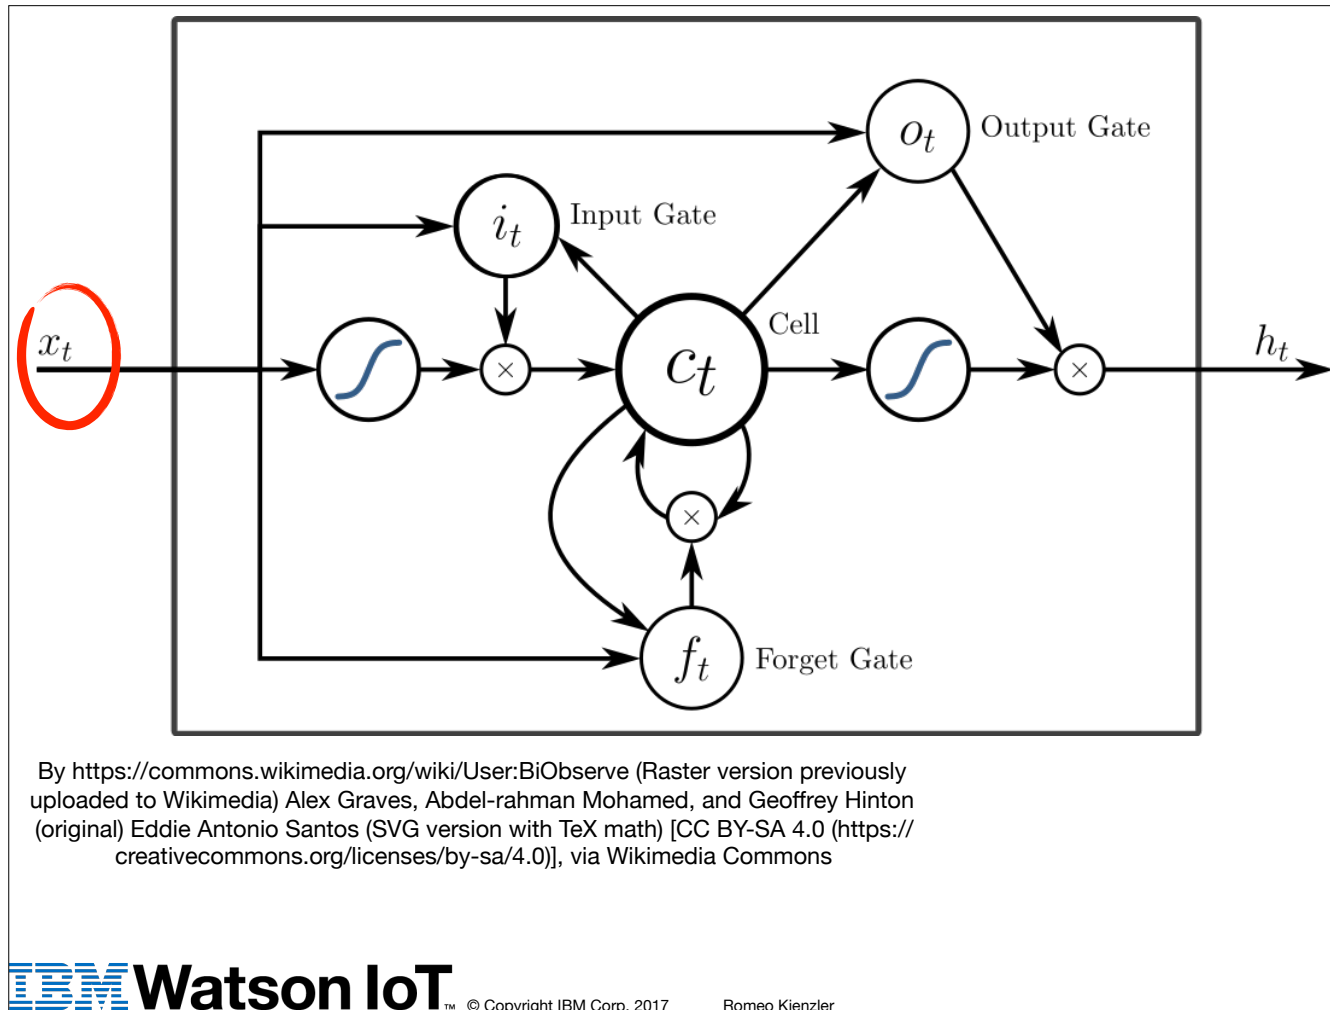 o_t Output Gate
i_t Input Gate
x_t
c_t Cell
h_t
×
×
×
f_t Forget Gate
By https://commons.wikimedia.org/wiki/User:BiObserve (Raster version previously
uploaded to Wikimedia) Alex Graves, Abdel-rahman Mohamed, and Geoffrey Hinton
(original) Eddie Antonio Santos (SVG version with TeX math) [CC BY-SA 4.0 (https://
creativecommons.org/licenses/by-sa/4.0)], via Wikimedia Commons
IBM Watson IoT™ © Copyright IBM Corp. 2017 Romeo Kienzler